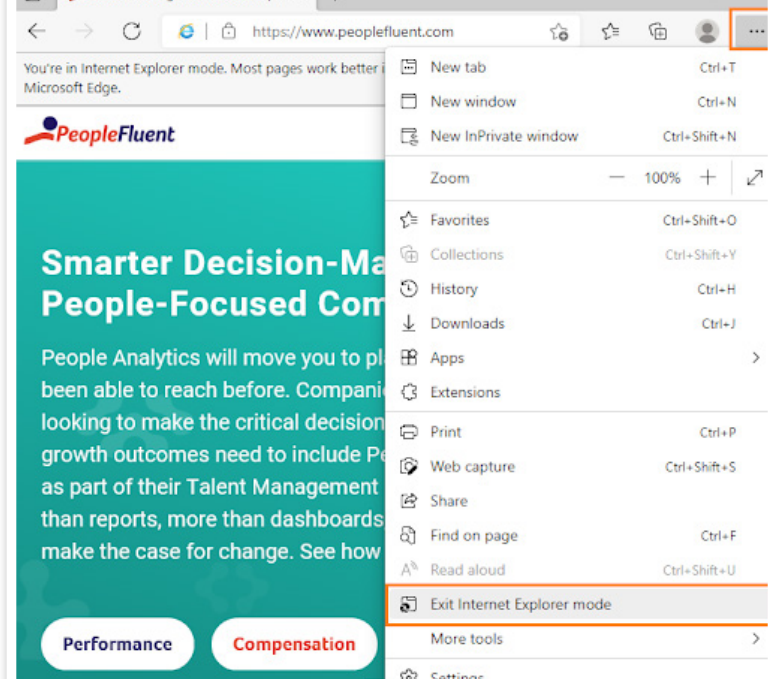 https://www.peoplefluent.com
You're in Internet Explorer mode. Most pages work better i
Microsoft Edge.
PeopleFluent
Smarter Decision-Ma
People-Focused Com
People Analytics will move you to pl
been able to reach before. Compani
looking to make the critical decision
growth outcomes need to include Pe
as part of their Talent Management
than reports, more than dashboards
make the case for change. See how
Performance
Compensation
New tab Ctrl+T
New window Ctrl+N
New InPrivate window Ctrl+Shift+N
Zoom — 100% +
Favorites Ctrl+Shift+O
Collections Ctrl+Shift+Y
History Ctrl+H
Downloads Ctrl+J
Apps
Extensions
Print Ctrl+P
Web capture Ctrl+Shift+S
Share
Find on page Ctrl+F
Read aloud Ctrl+Shift+U
Exit Internet Explorer mode
More tools
Settings